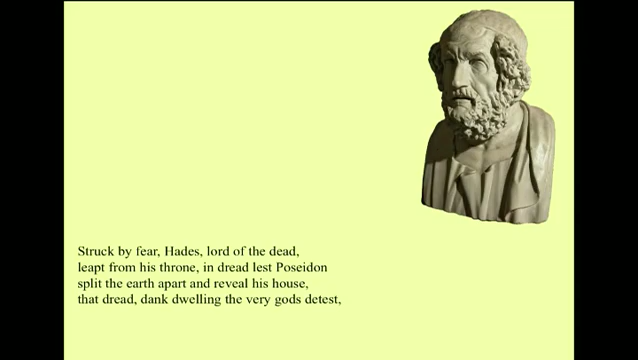 Struck by fear, Hades, lord of the dead,
leapt from his throne, in dread lest Poseidon
split the earth apart and reveal his house,
that dread, dank dwelling the very gods detest,